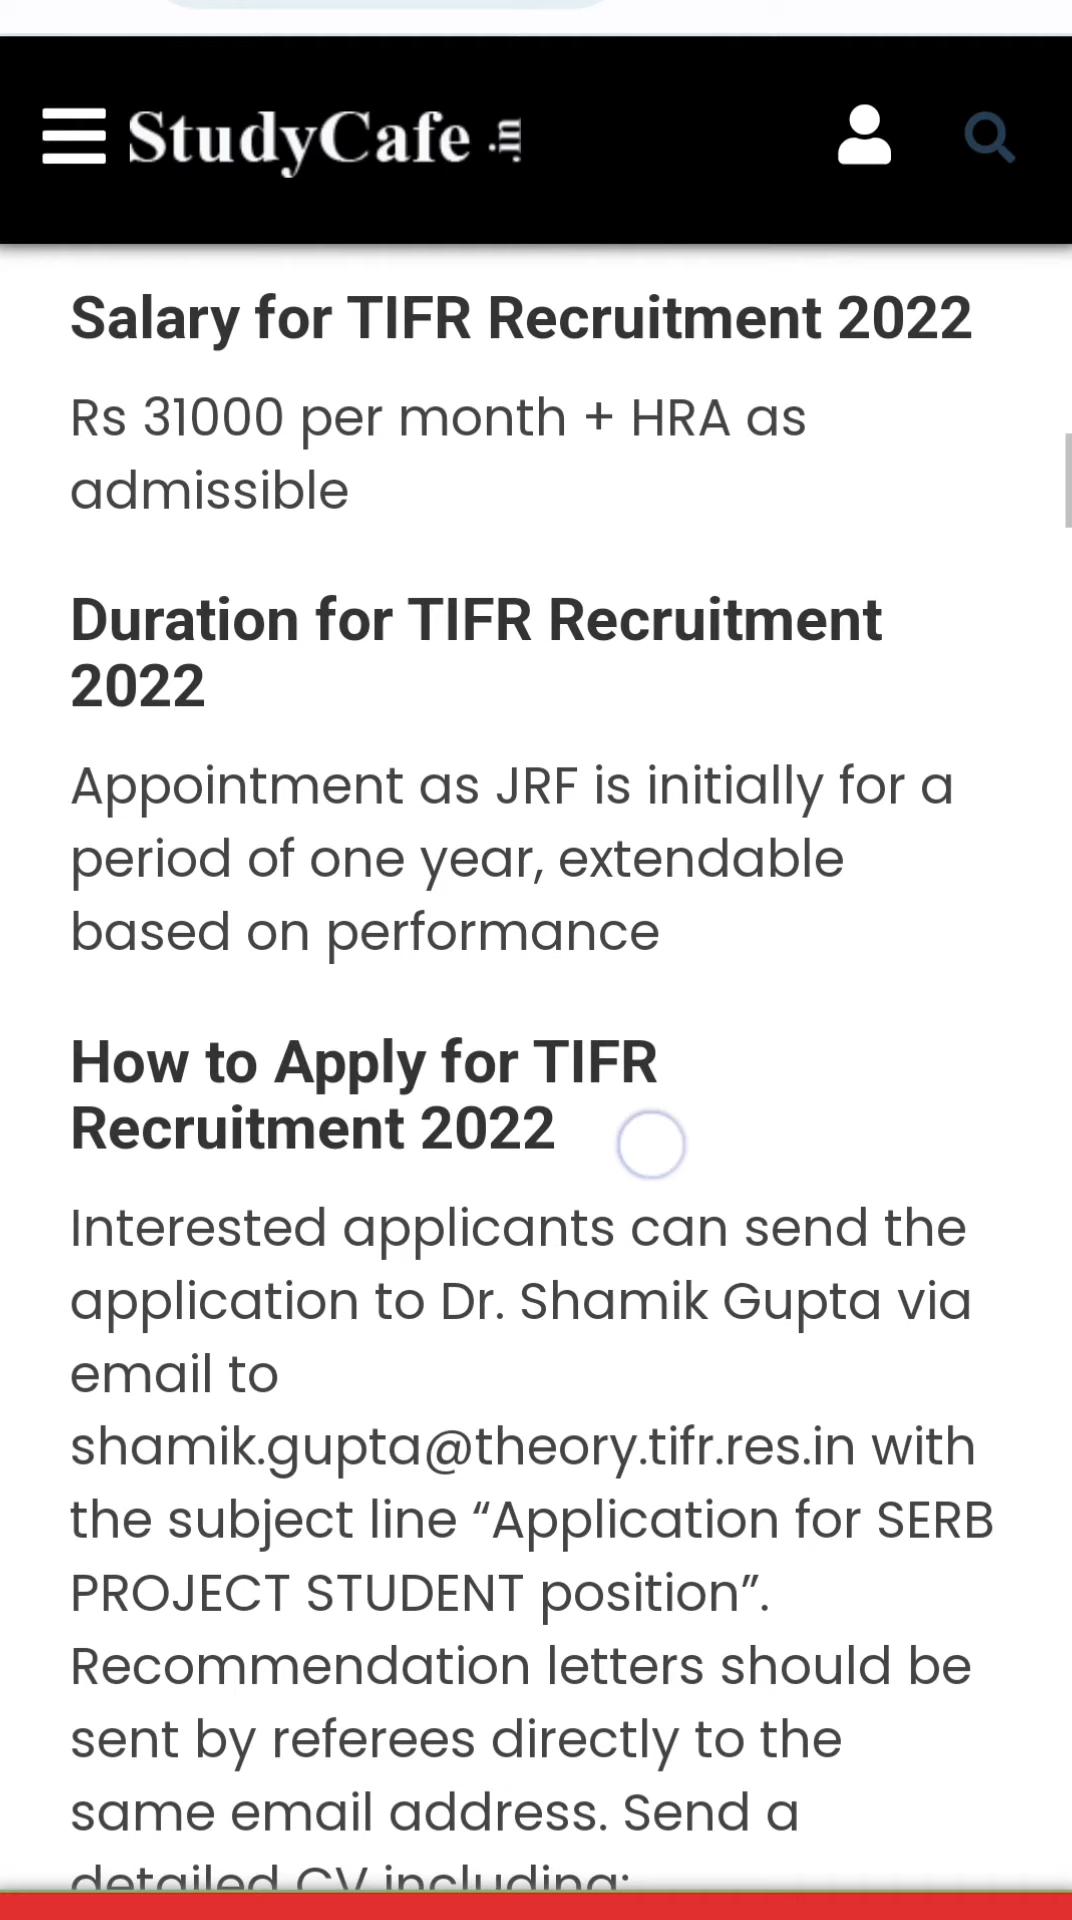 StudyCafe .in
Salary for TIFR Recruitment 2022
Rs 31000 per month + HRA as
admissible
Duration for TIFR Recruitment
2022
Appointment as JRF is initially for a
period of one year, extendable
based on performance
How to Apply for TIFR
Recruitment 2022
Interested applicants can send the
application to Dr. Shamik Gupta via
email to
shamik.gupta@theory.tifr.res.in with
the subject line “Application for SERB
PROJECT STUDENT position”.
Recommendation letters should be
sent by referees directly to the
same email address. Send a
detailed CV including: